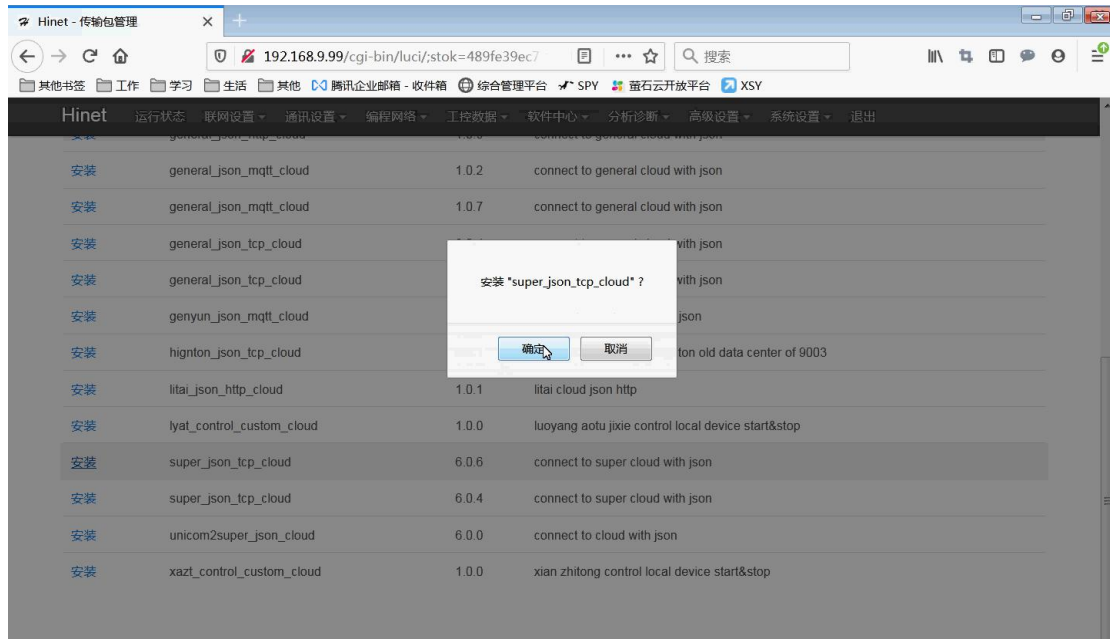 Hinet - 传输包管理
192.168.9.99/cgi-bin/luci/;stok=489fe39ec7
搜索
其他书签 工作 学习 生活 其他 腾讯企业邮箱 - 收件箱 综合管理平台 SPY 萤石云开放平台 XSY
Hinet 运行状态 联网设置 通讯设置 编程网络 工控数据 软件中心 分析诊断 高级设置 系统设置 退出
安装 general_json_mqtt_cloud 1.0.2 connect to general cloud with json
安装 general_json_mqtt_cloud 1.0.7 connect to general cloud with json
安装 general_json_tcp_cloud with json
安装 general_json_tcp_cloud with json
安装 "super_json_tcp_cloud" ?
安装 genyun_json_mqtt_cloud json
确定 取消
安装 hignton_json_tcp_cloud ton old data center of 9003
安装 litai_json_http_cloud 1.0.1 litai cloud json http
安装 lyat_control_custom_cloud 1.0.0 luoyang aotu jixie control local device start&stop
安装 super_json_tcp_cloud 6.0.6 connect to super cloud with json
安装 super_json_tcp_cloud 6.0.4 connect to super cloud with json
安装 unicom2super_json_cloud 6.0.0 connect to cloud with json
安装 xazt_control_custom_cloud 1.0.0 xian zhitong control local device start&stop